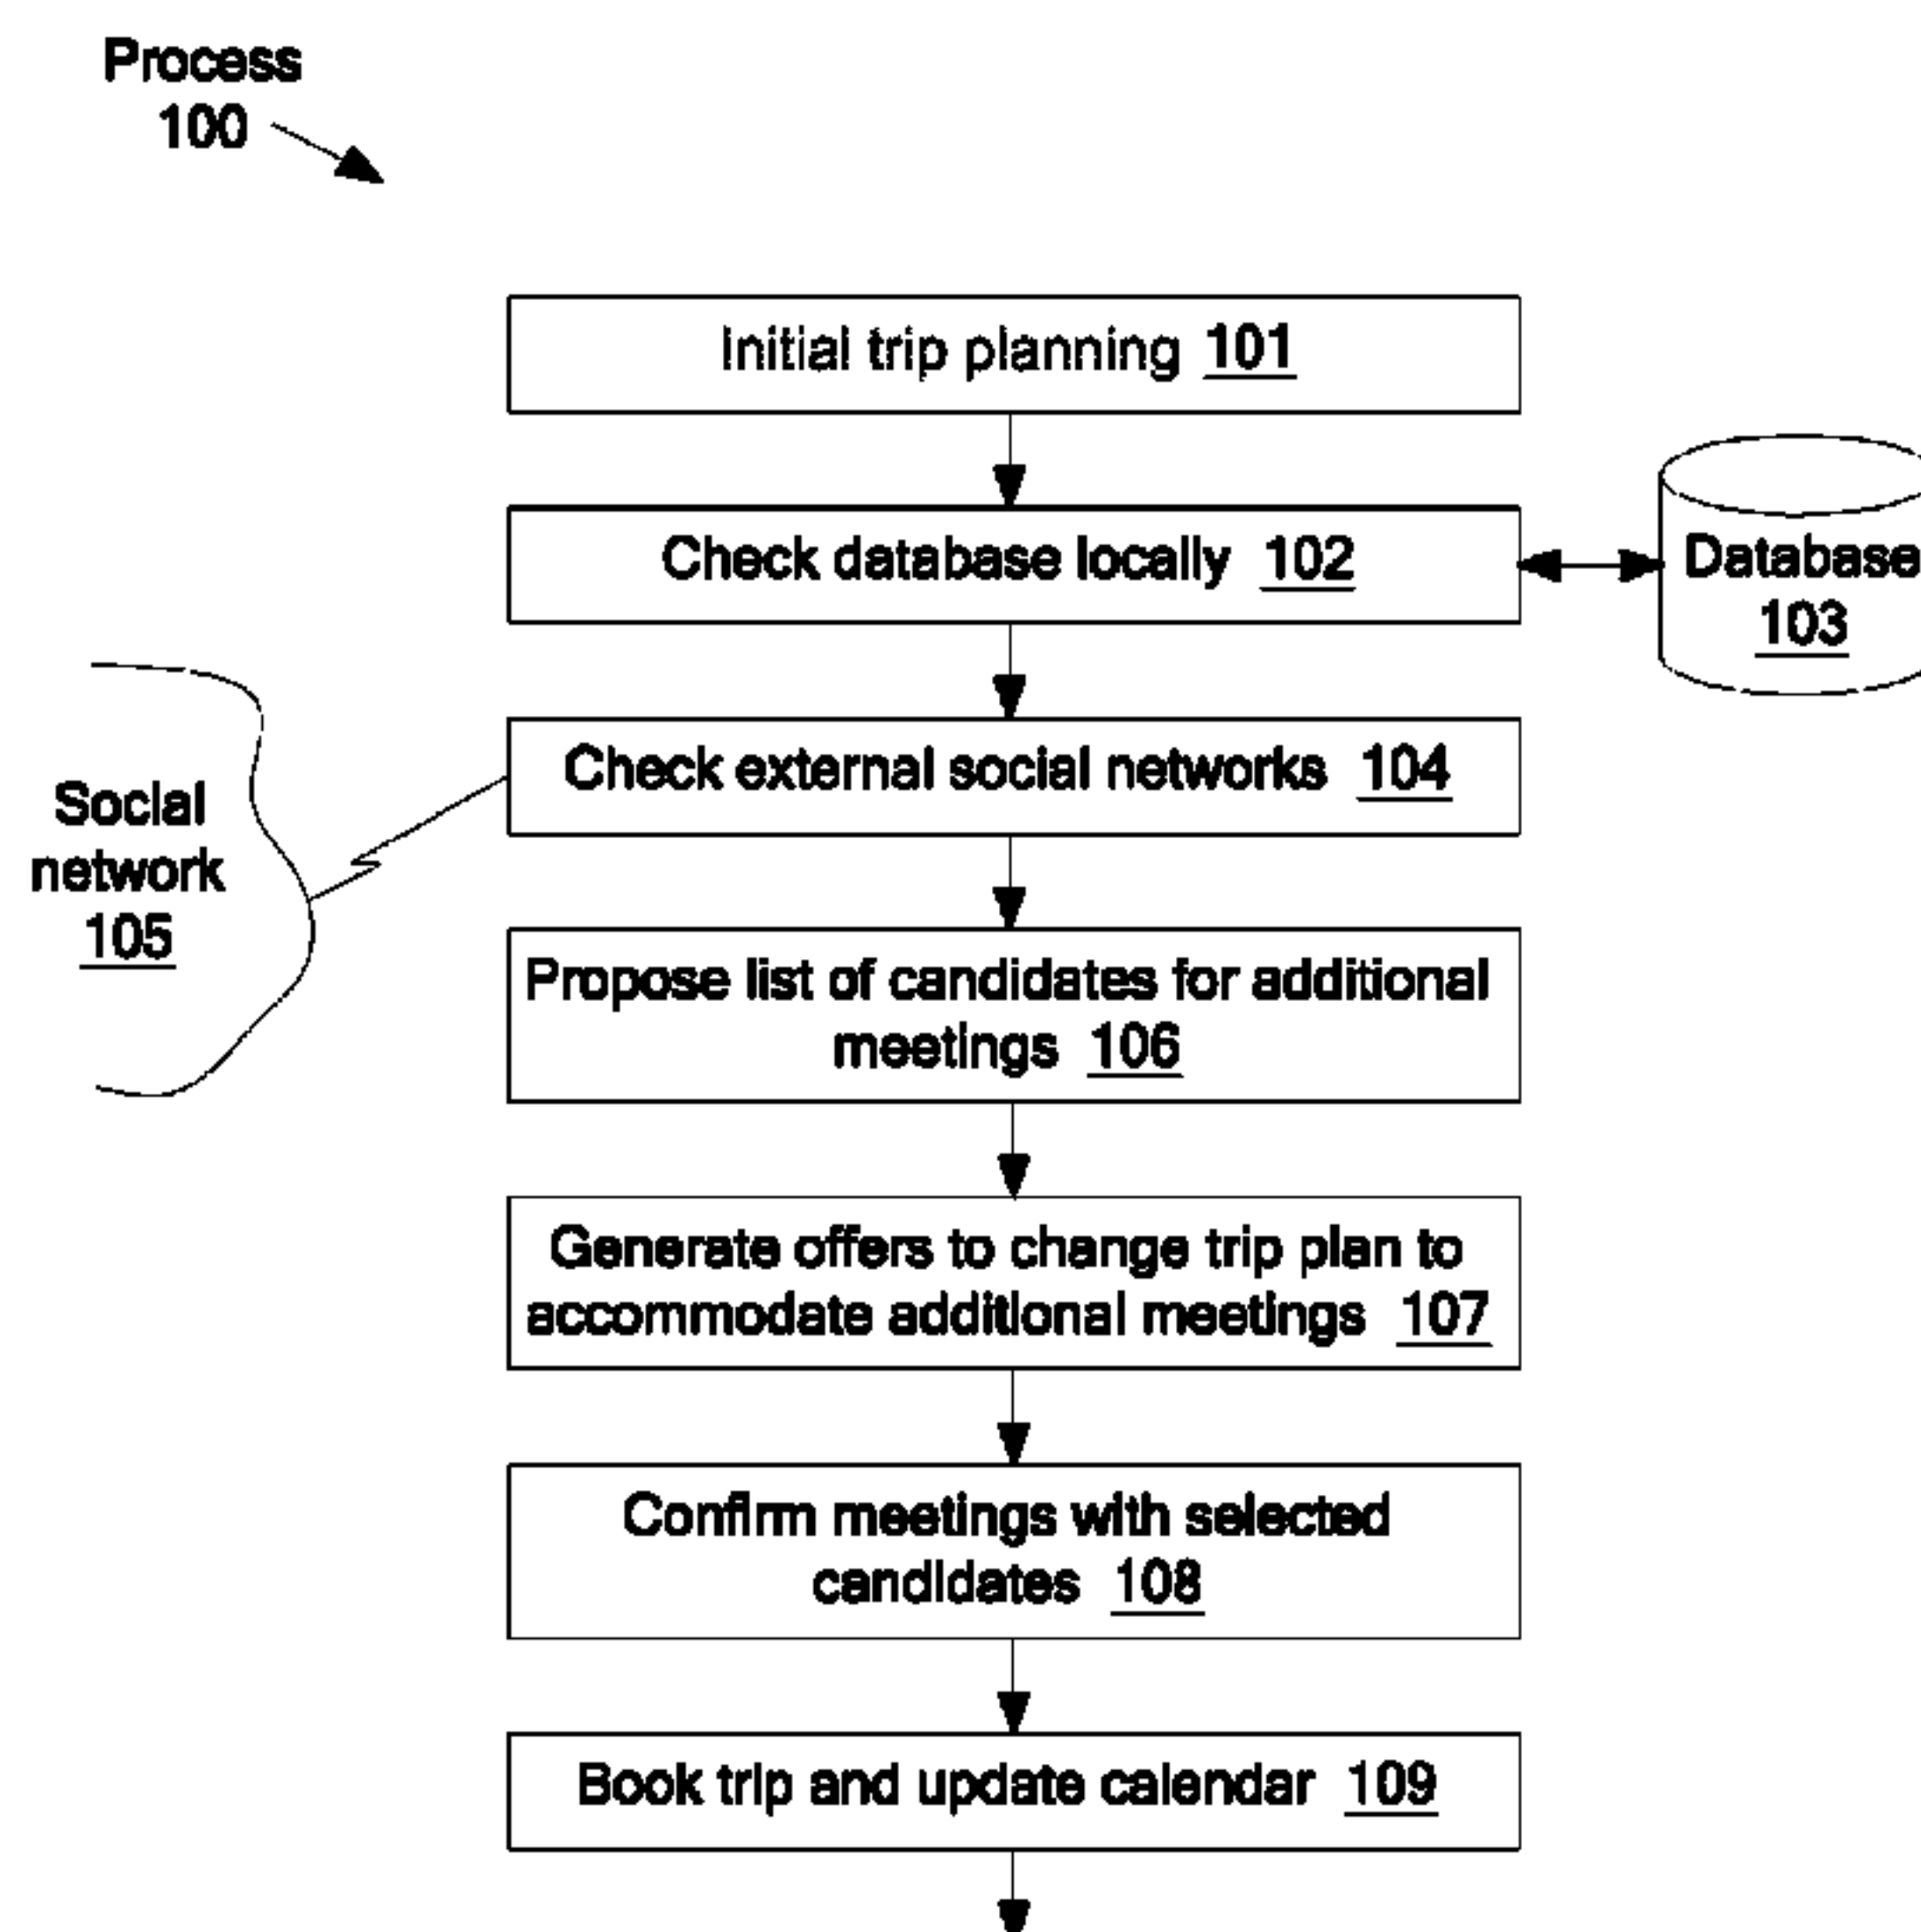 Process
100
Initial trip planning 101
Check database locally 102
Database
103
Check external social networks 104
Social
network
105
Propose list of candidates for additional
meetings 106
Generate offers to change trip plan to
accommodate additional meetings 107
Confirm meetings with selected
candidates 108
Book trip and update calendar 109